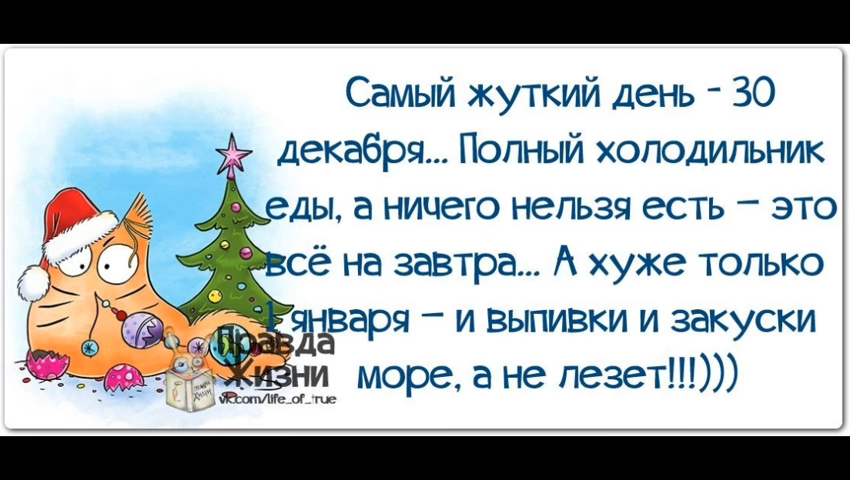 Самый жуткий день - 30
декабря... Полный холодильник
еды, а ничего нельзя есть – это
всё на завтра... А хуже только
1 января – и выпивки и закуски
море, а не лезет!!!)))
Правда
Жизни
vk.com/life_of_true